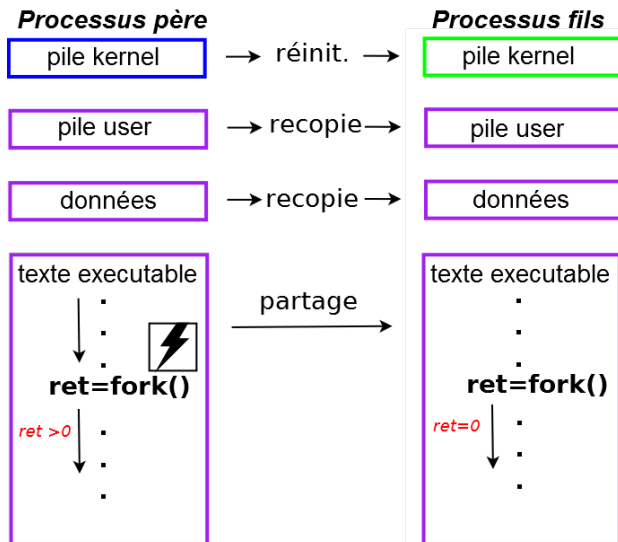 Processus père
Processus fils
pile kernel
réinit.
pile kernel
pile user
recopie
pile user
données
recopie
données
texte executable
partage
texte executable
ret=fork()
ret=fork()
ret >0
ret=0